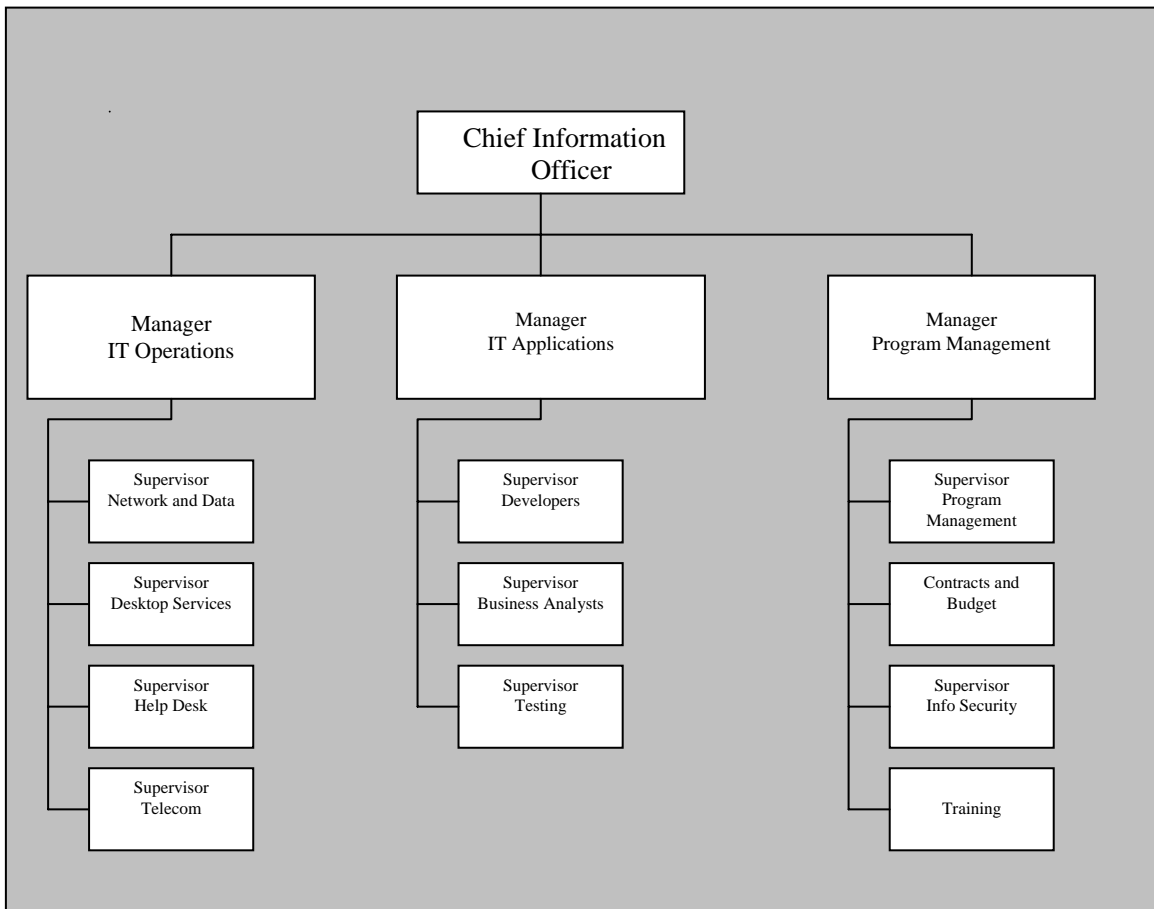 Chief Information
Officer
Manager
IT Operations
Manager
IT Applications
Manager
Program Management
Supervisor
Network and Data
Supervisor
Desktop Services
Supervisor
Help Desk
Supervisor
Telecom
Supervisor
Developers
Supervisor
Business Analysts
Supervisor
Testing
Supervisor
Program
Management
Contracts and
Budget
Supervisor
Info Security
Training